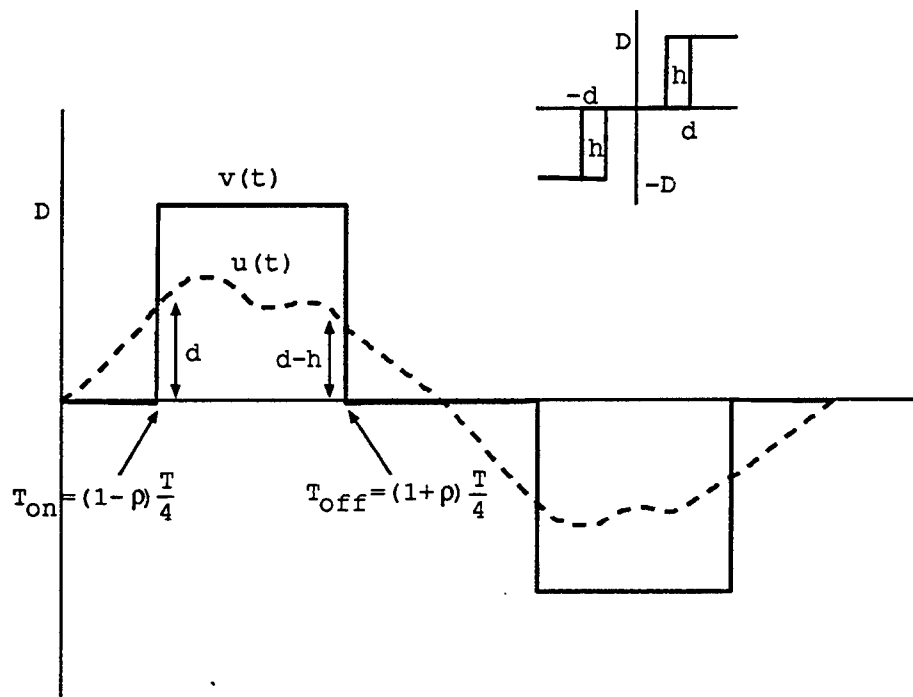 D
h
-d
d
h
-D
v(t)
D
u(t)
d
d-h
T_on=(1-ρ)T/4
T_off=(1+ρ)T/4